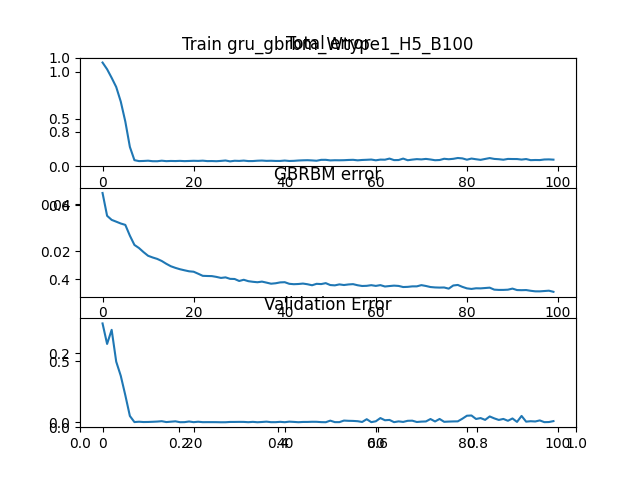 Train gru_gbrbm_Wtype1_H5_B100
Total error
1.0
1.0
0.5
0.8
0.0
0 20 40 60 80 100
GBRBM error
0.04
0.6
0.02
0.4
0 20 40 60 80 100
Validation Error
0.2
0.5
0.0
0.0
0.0 0 0.2 20 0.4 40 0.6 60 80 0.8 100 1.0